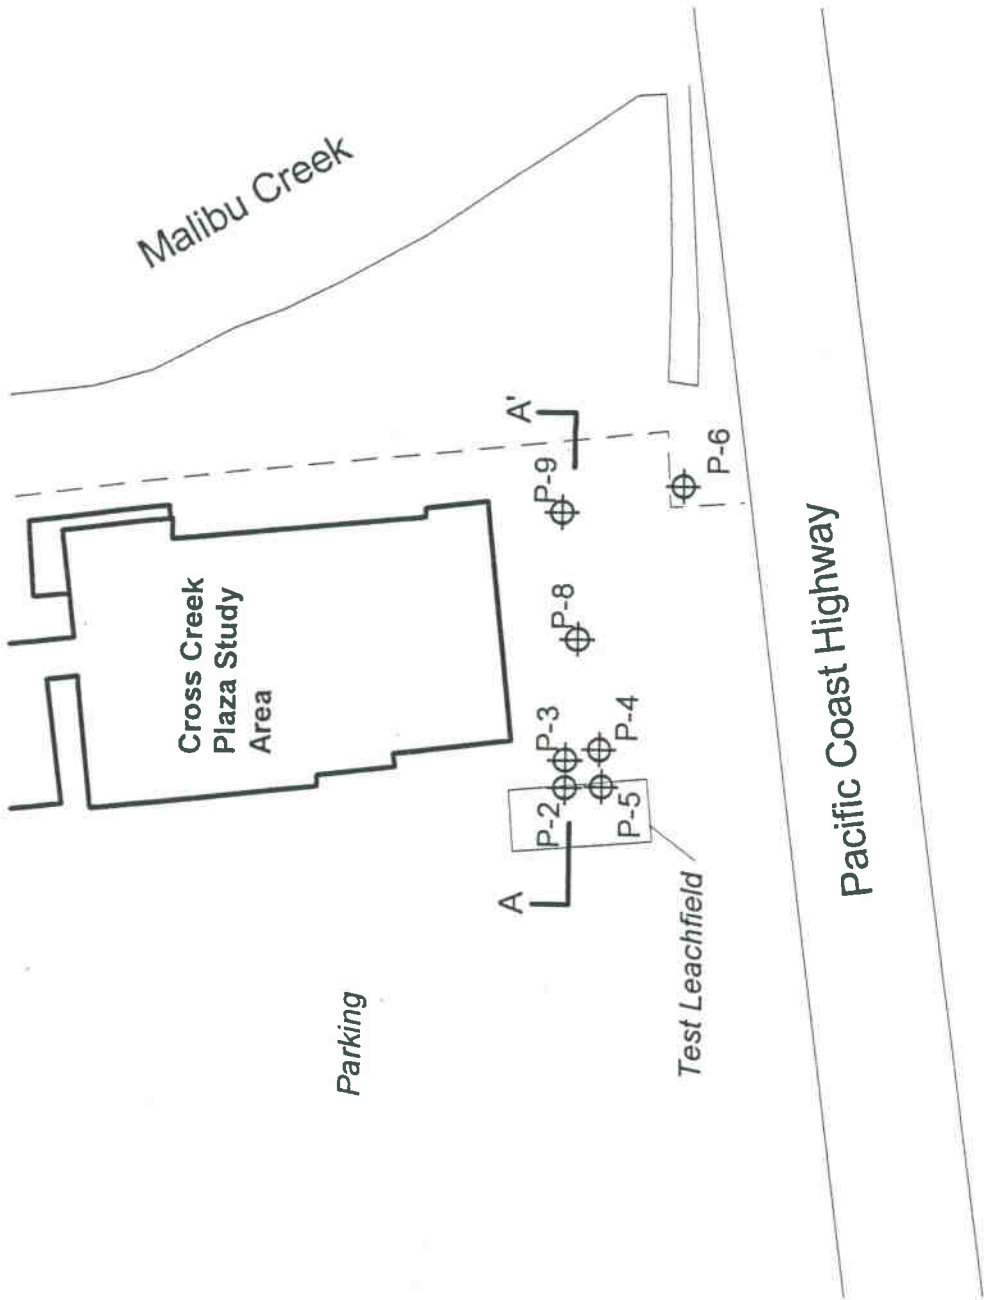 Malibu Creek
Cross Creek
Plaza Study
Area
A'
P-9
P-6
P-8
P-3
P-4
P-2
P-5
A
Test Leachfield
Parking
Pacific Coast Highway